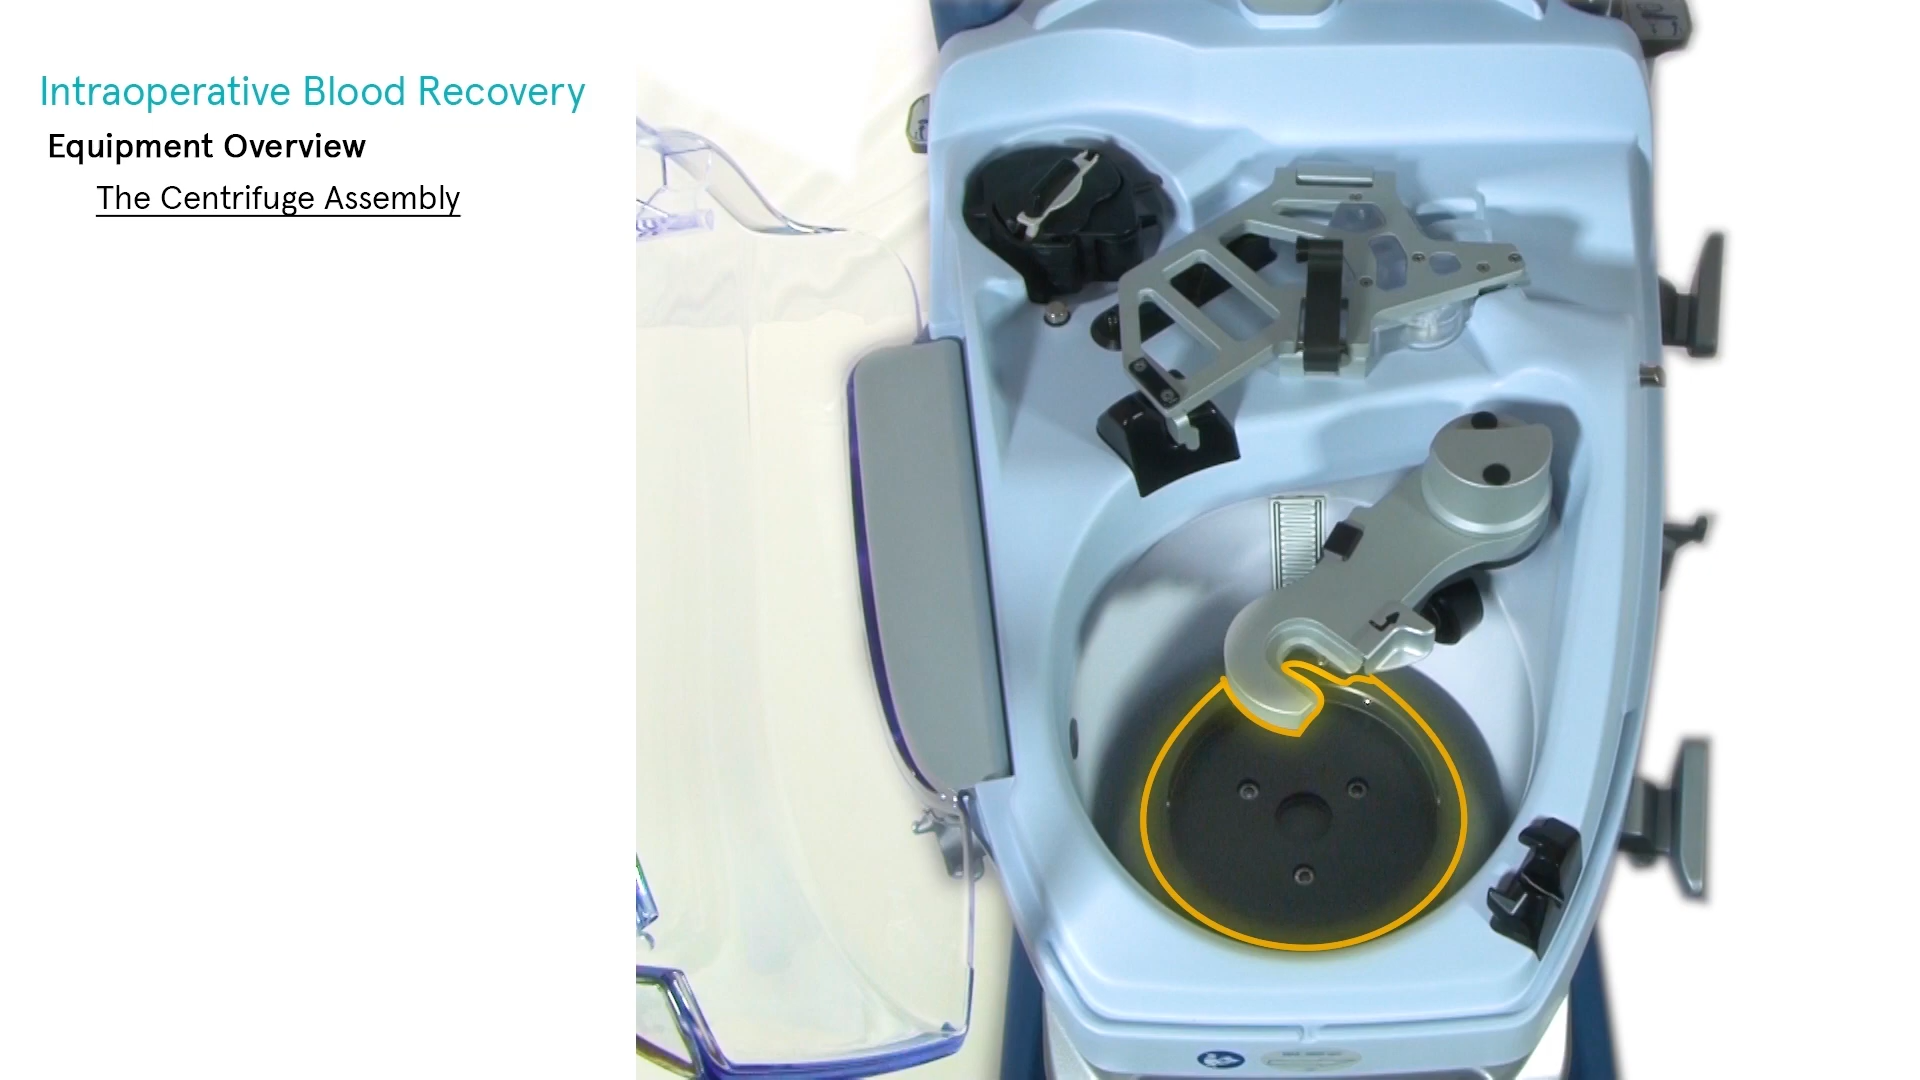 Intraoperative Blood Recovery
Equipment Overview
The Centrifuge Assembly